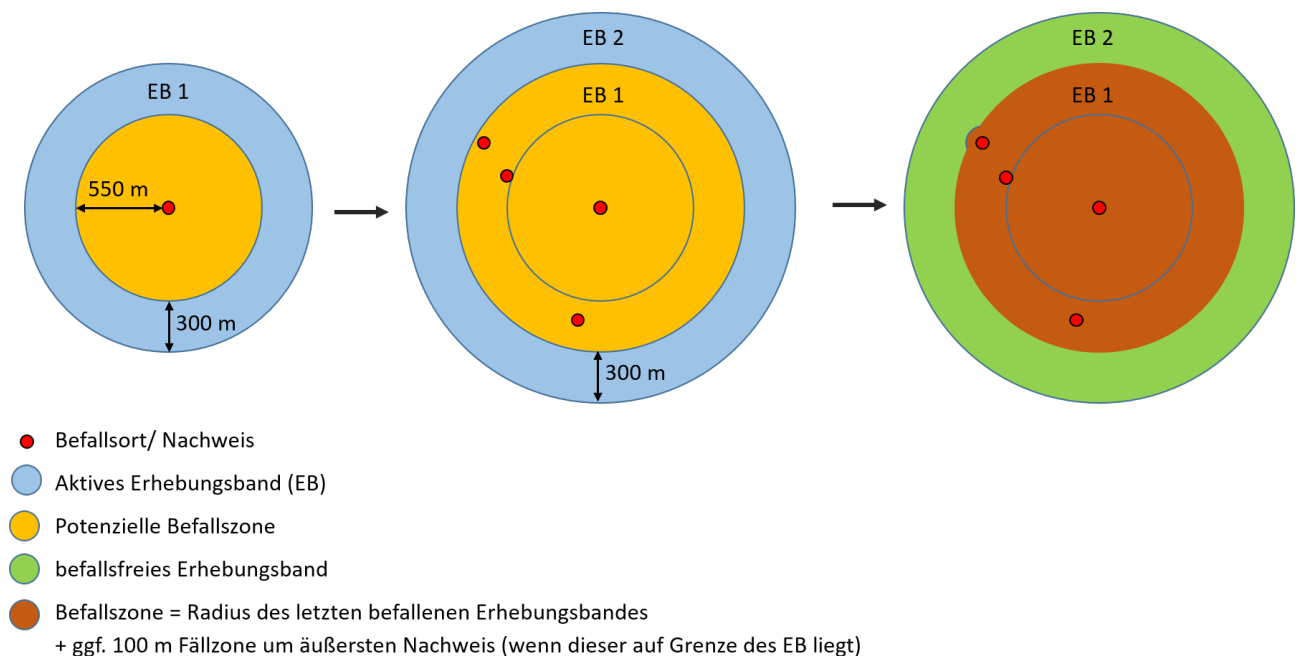 EB 1
550 m
300 m
EB 2
EB 1
300 m
EB 2
EB 1
Befallsort/ Nachweis
Aktives Erhebungsband (EB)
Potenzielle Befallszone
befallsfreies Erhebungsband
Befallszone = Radius des letzten befallenen Erhebungsbandes
+ ggf. 100 m Fällzone um äußersten Nachweis (wenn dieser auf Grenze des EB liegt)